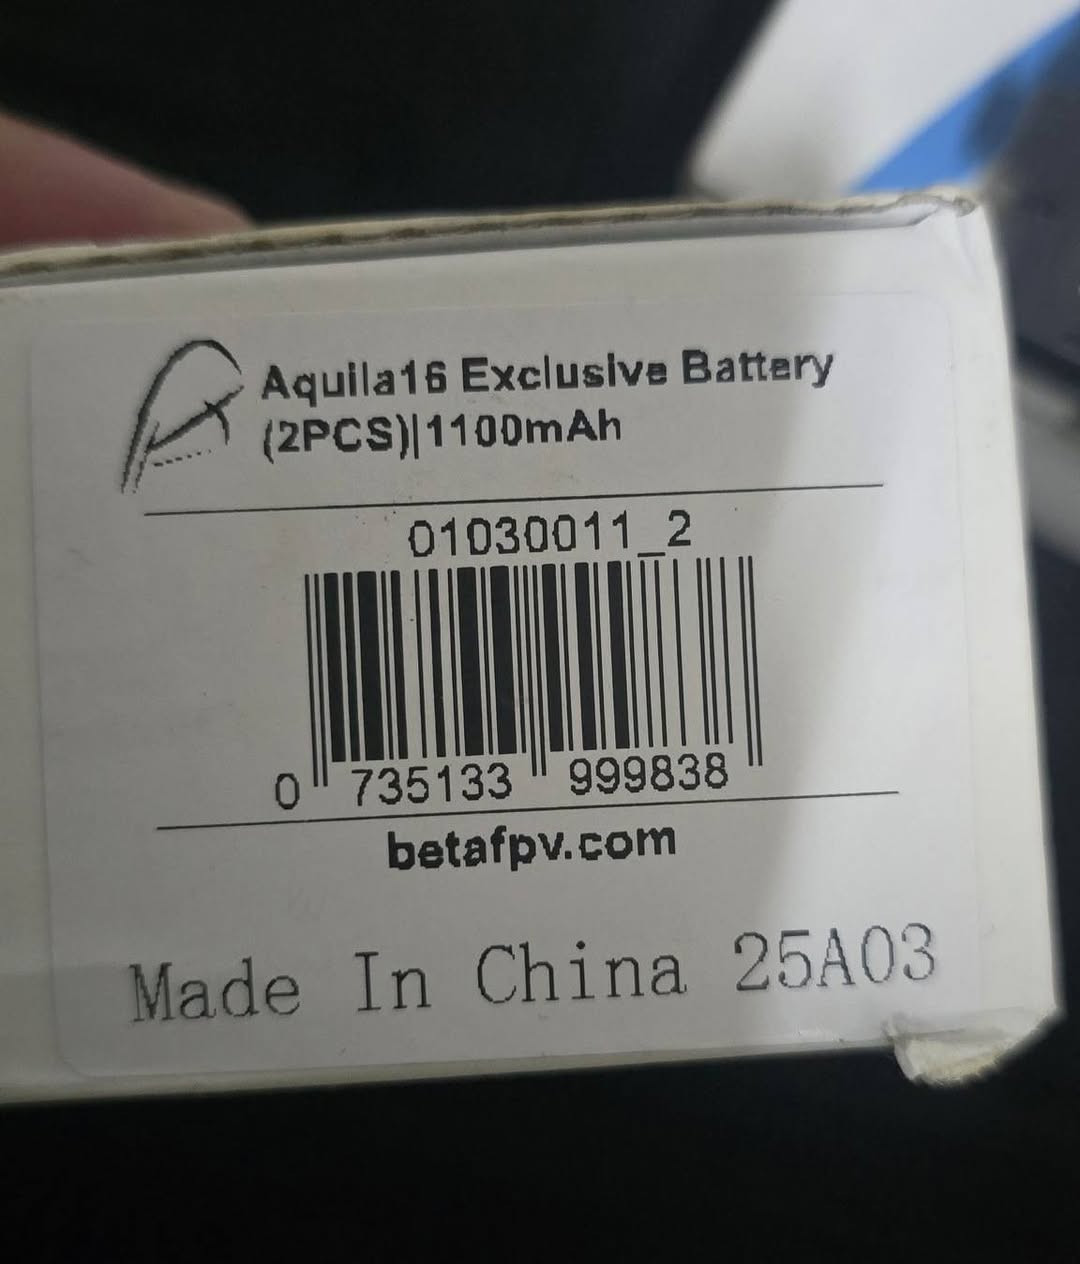 Aquila16 Exclusive Battery
(2PCS)|1100mAh
01030011_2
0 735133 999838
betafpv.com
Made In China 25A03